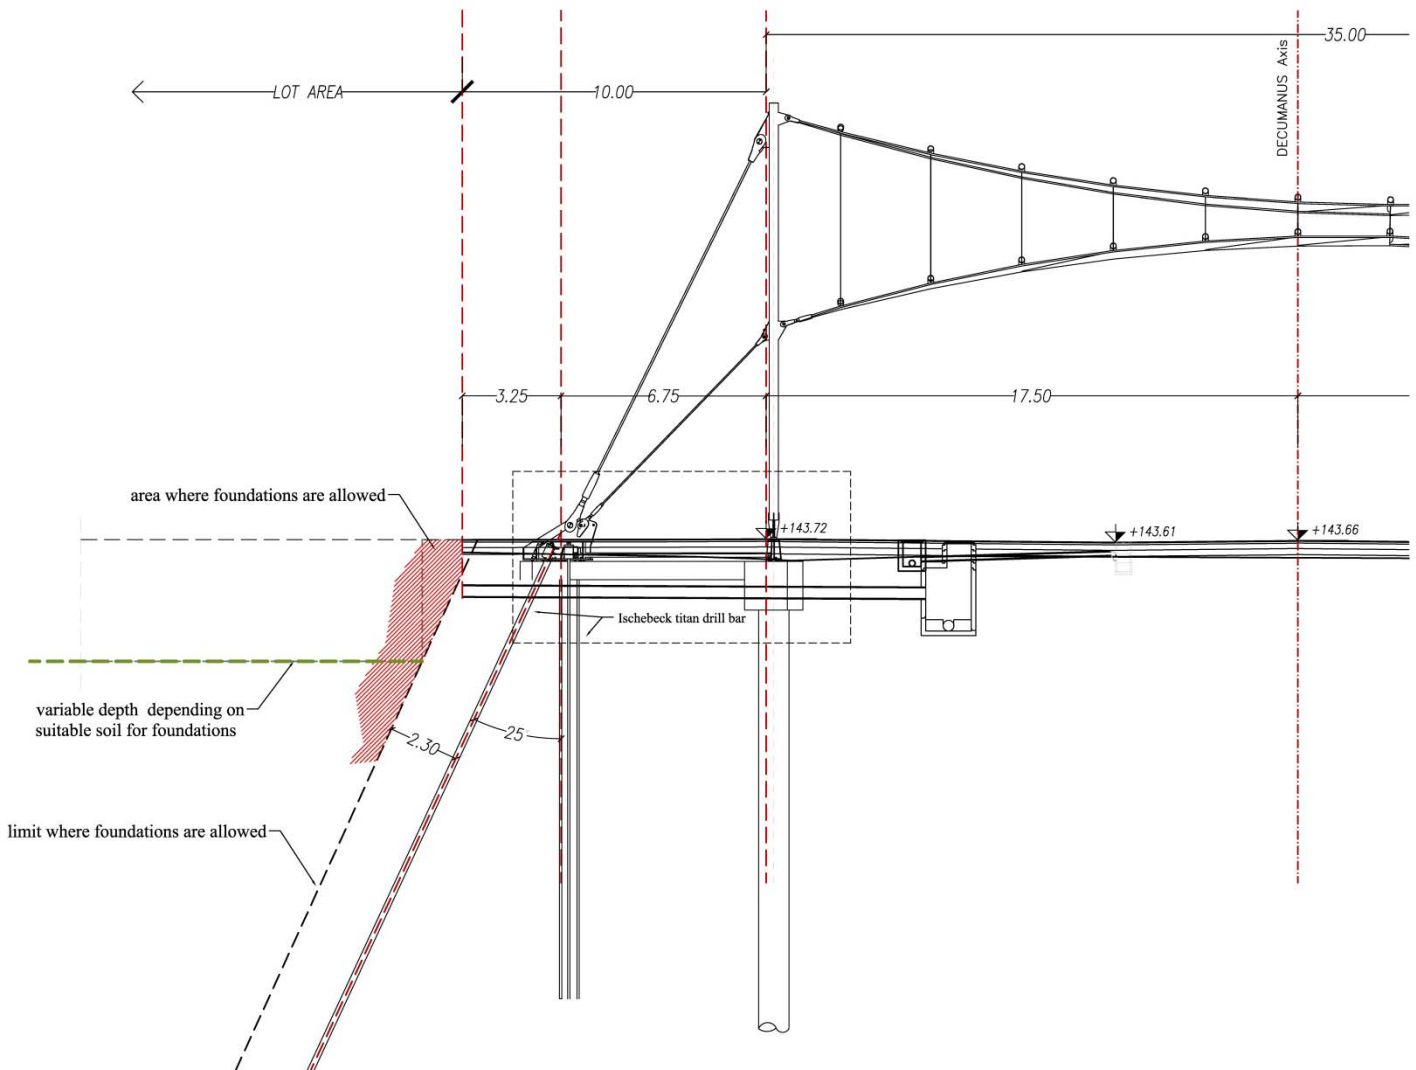 35.00
DECUMANUS Axis
LOT AREA
10.00
3.25
6.75
17.50
area where foundations are allowed
+143.72
+143.61
+143.66
Ischebeck titan drill bar
variable depth depending on
suitable soil for foundations
2.30
25°
limit where foundations are allowed